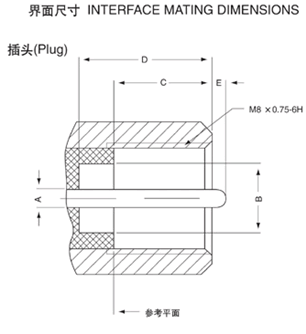 界面尺寸 INTERFACE MATING DIMENSIONS
插头(Plug)
D
C
E
M8 ×0.75-6H
A
B
参考平面